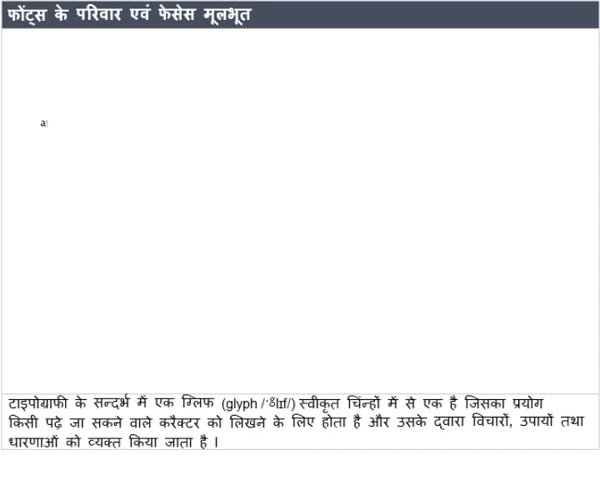 फोंट्स के परिवार एवं फेसेस मूलभूत
टाइपोग्राफी के सन्दर्भ में एक ग्लिफ (glyph /ˈɡlɪf/) स्वीकृत चिंन्हों में से एक है जिसका प्रयोग
किसी पढ़े जा सकने वाले करैक्टर को लिखने के लिए होता है और उसके द्वारा विचारों, उपायों तथा
धारणाओं को व्यक्त किया जाता है ।